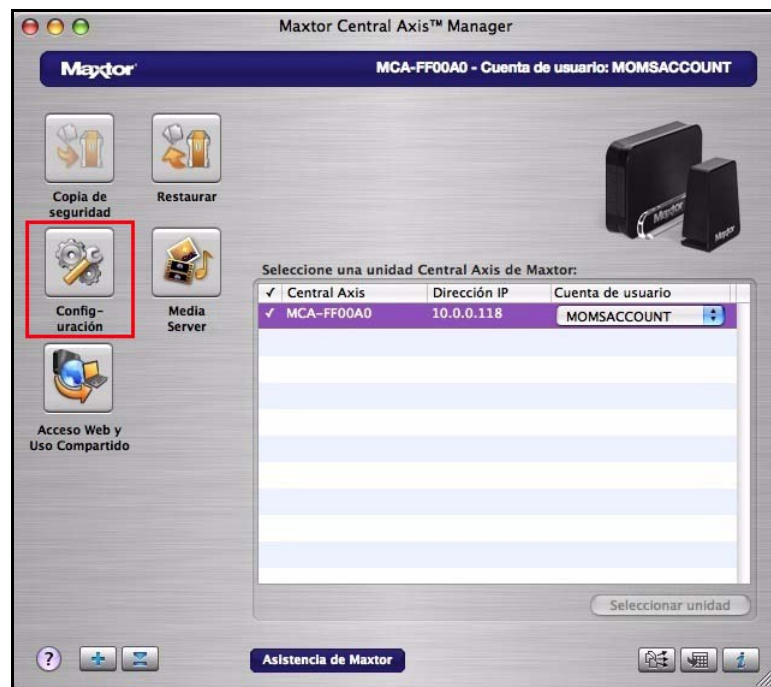 Maxtor Central Axis™ Manager
Maxtor
MCA-FF00A0 - Cuenta de usuario: MOMSACCOUNT
Copia de
seguridad
Restaurar
Config-
uración
Media
Server
Acceso Web y
Uso Compartido
Maxtor
Maxtor
Seleccione una unidad Central Axis de Maxtor:
✓ Central Axis Dirección IP Cuenta de usuario
✓ MCA-FF00A0 10.0.0.118 MOMSACCOUNT
Seleccionar unidad
?
Asistencia de Maxtor
i